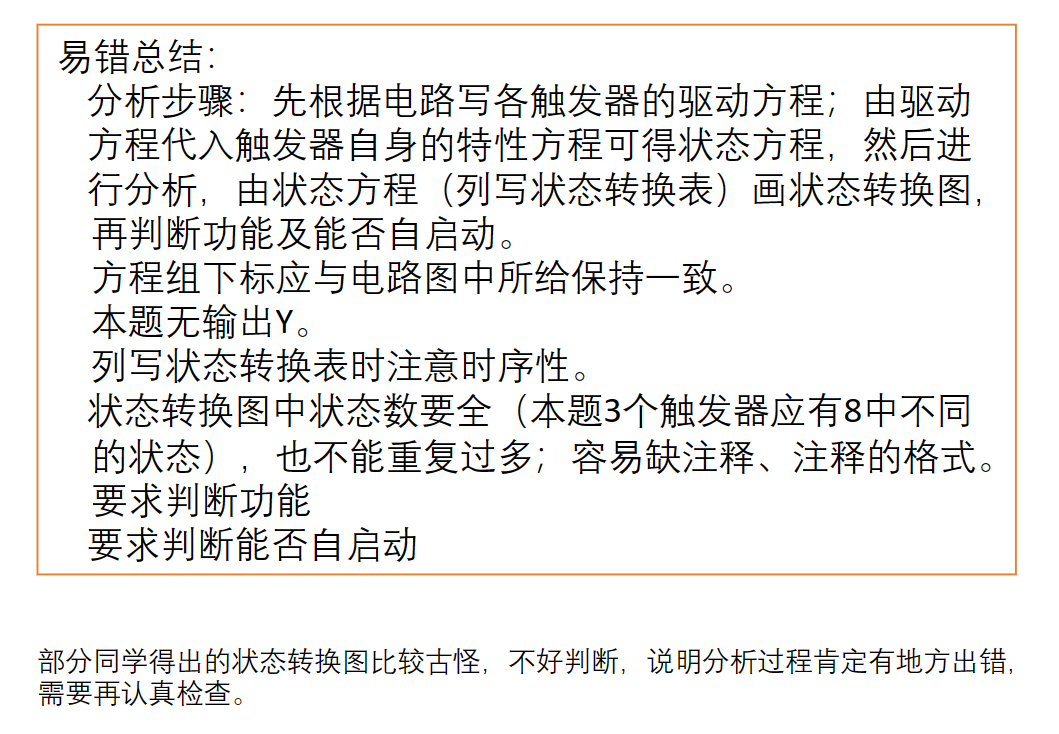 易错总结：
分析步骤：先根据电路写各触发器的驱动方程；由驱动
方程代入触发器自身的特性方程可得状态方程，然后进
行分析，由状态方程（列写状态转换表）画状态转换图，
再判断功能及能否自启动。
方程组下标应与电路图中所给保持一致。
本题无输出Y。
列写状态转换表时注意时序性。
状态转换图中状态数要全（本题3个触发器应有8中不同
的状态），也不能重复过多；容易缺注释、注释的格式。
要求判断功能
要求判断能否自启动
部分同学得出的状态转换图比较古怪，不好判断，说明分析过程肯定有地方出错，
需要再认真检查。